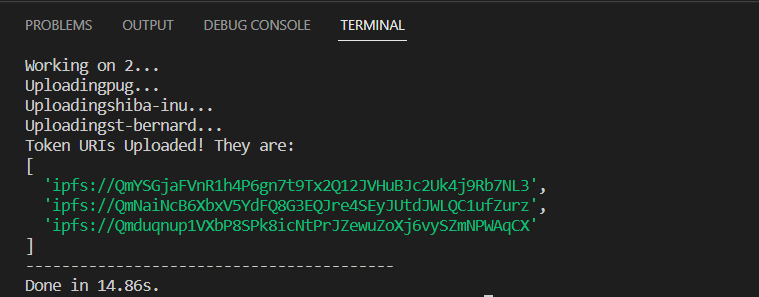 PROBLEMS OUTPUT DEBUG CONSOLE TERMINAL
Working on 2...
Uploadingpug...
Uploadingshiba-inu...
Uploadingst-bernard...
Token URIs Uploaded! They are:
[
'ipfs://QmYSGjaFVnR1h4P6gn7t9Tx2Q12JVHuBJc2Uk4j9Rb7NL3',
'ipfs://QmNaiNcB6XbxV5YdFQ8G3EQJre4SEyJUtdJWLQC1ufZurz',
'ipfs://Qmduqnup1VXbP8SPk8icNtPrJZewuZoXj6vySZmNPWAqCX'
]
-----------------------------------------
Done in 14.86s.